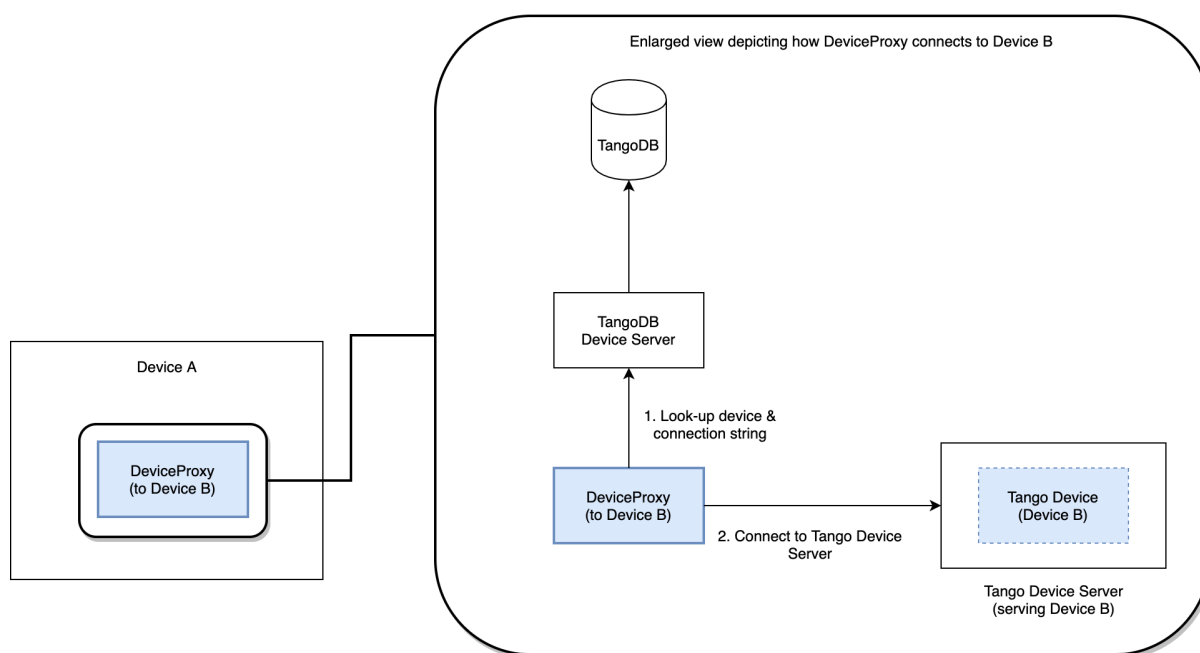 Enlarged view depicting how DeviceProxy connects to Device B
TangoDB
TangoDB
Device Server
1. Look-up device &
connection string
DeviceProxy
(to Device B)
2. Connect to Tango Device
Server
Tango Device
(Device B)
Tango Device Server
(serving Device B)
Device A
DeviceProxy
(to Device B)